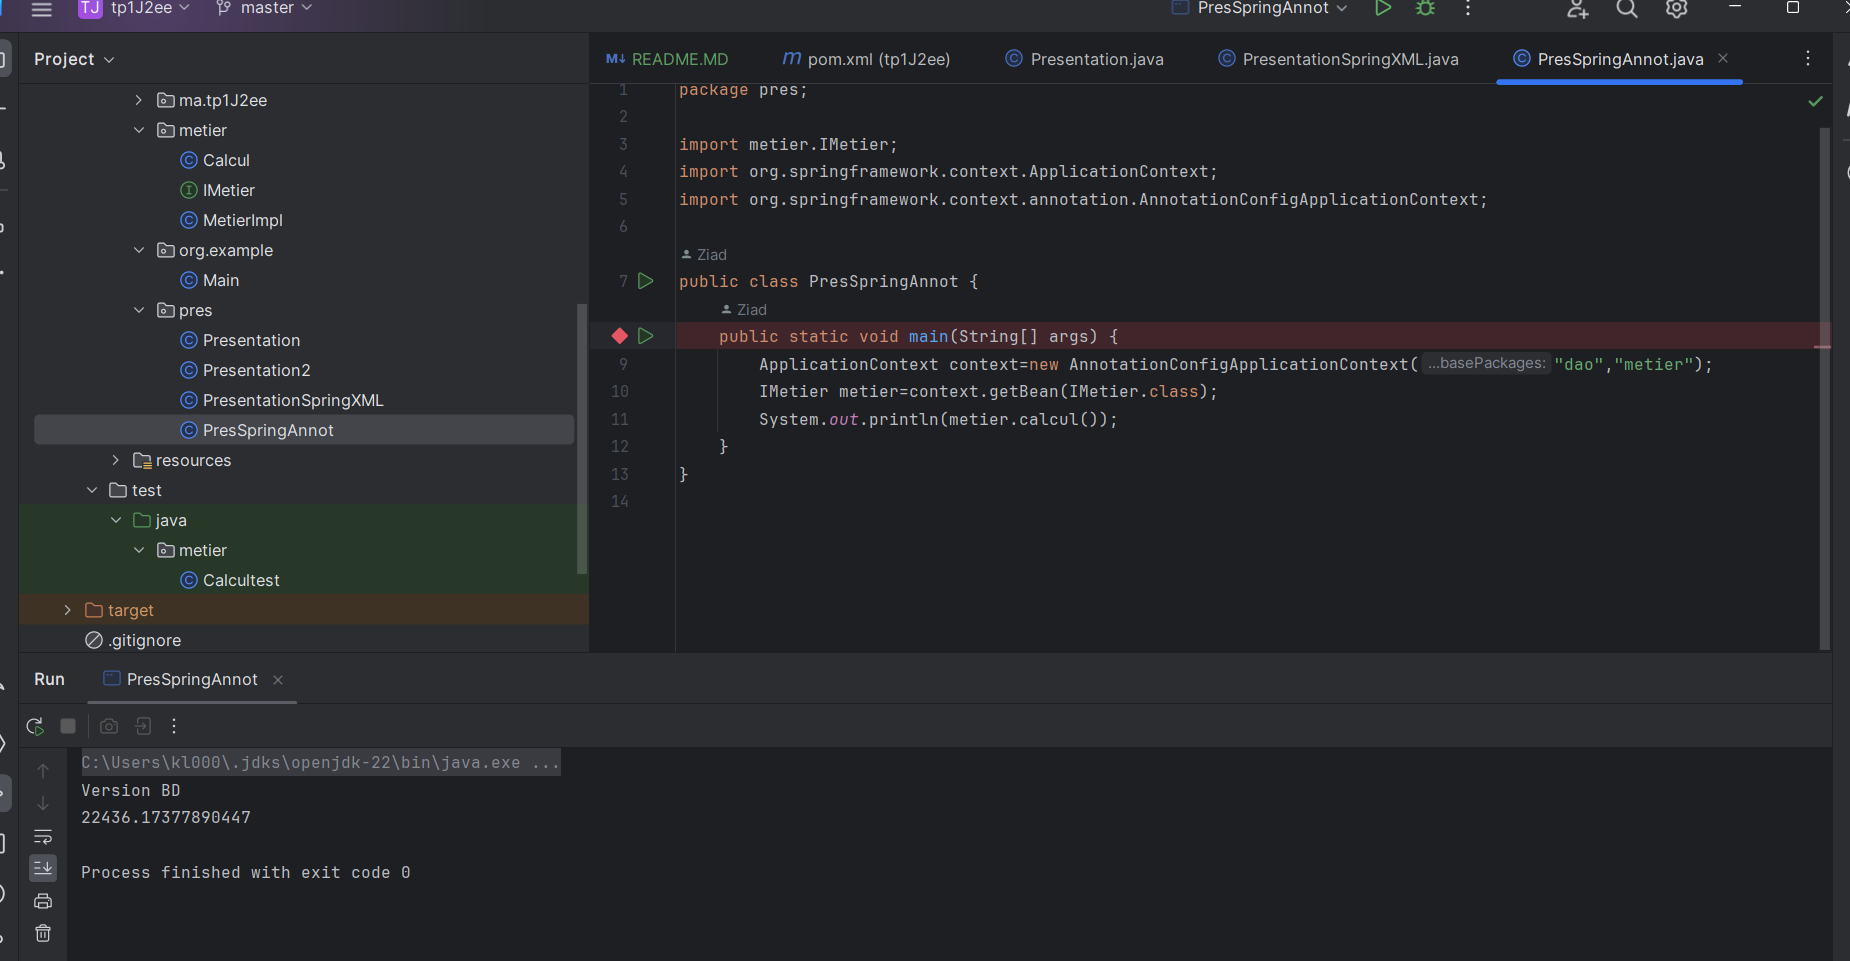 TJ tp1J2ee master PresSpringAnnot
Project
README.MD pom.xml (tp1J2ee) Presentation.java PresentationSpringXML.java PresSpringAnnot.java
ma.tp1J2ee
metier
Calcul
IMetier
MetierImpl
org.example
Main
pres
Presentation
Presentation2
PresentationSpringXML
PresSpringAnnot
resources
test
java
metier
Calcultest
target
.gitignore
1 package pres;
2
3 import metier.IMetier;
4 import org.springframework.context.ApplicationContext;
5 import org.springframework.context.annotation.AnnotationConfigApplicationContext;
6
Ziad
7 public class PresSpringAnnot {
Ziad
public static void main(String[] args) {
9 ApplicationContext context=new AnnotationConfigApplicationContext( ...basePackages: "dao","metier");
10 IMetier metier=context.getBean(IMetier.class);
11 System.out.println(metier.calcul());
12 }
13 }
14
Run PresSpringAnnot
C:\Users\kl000\.jdks\openjdk-22\bin\java.exe ...
Version BD
22436.17377890447
Process finished with exit code 0